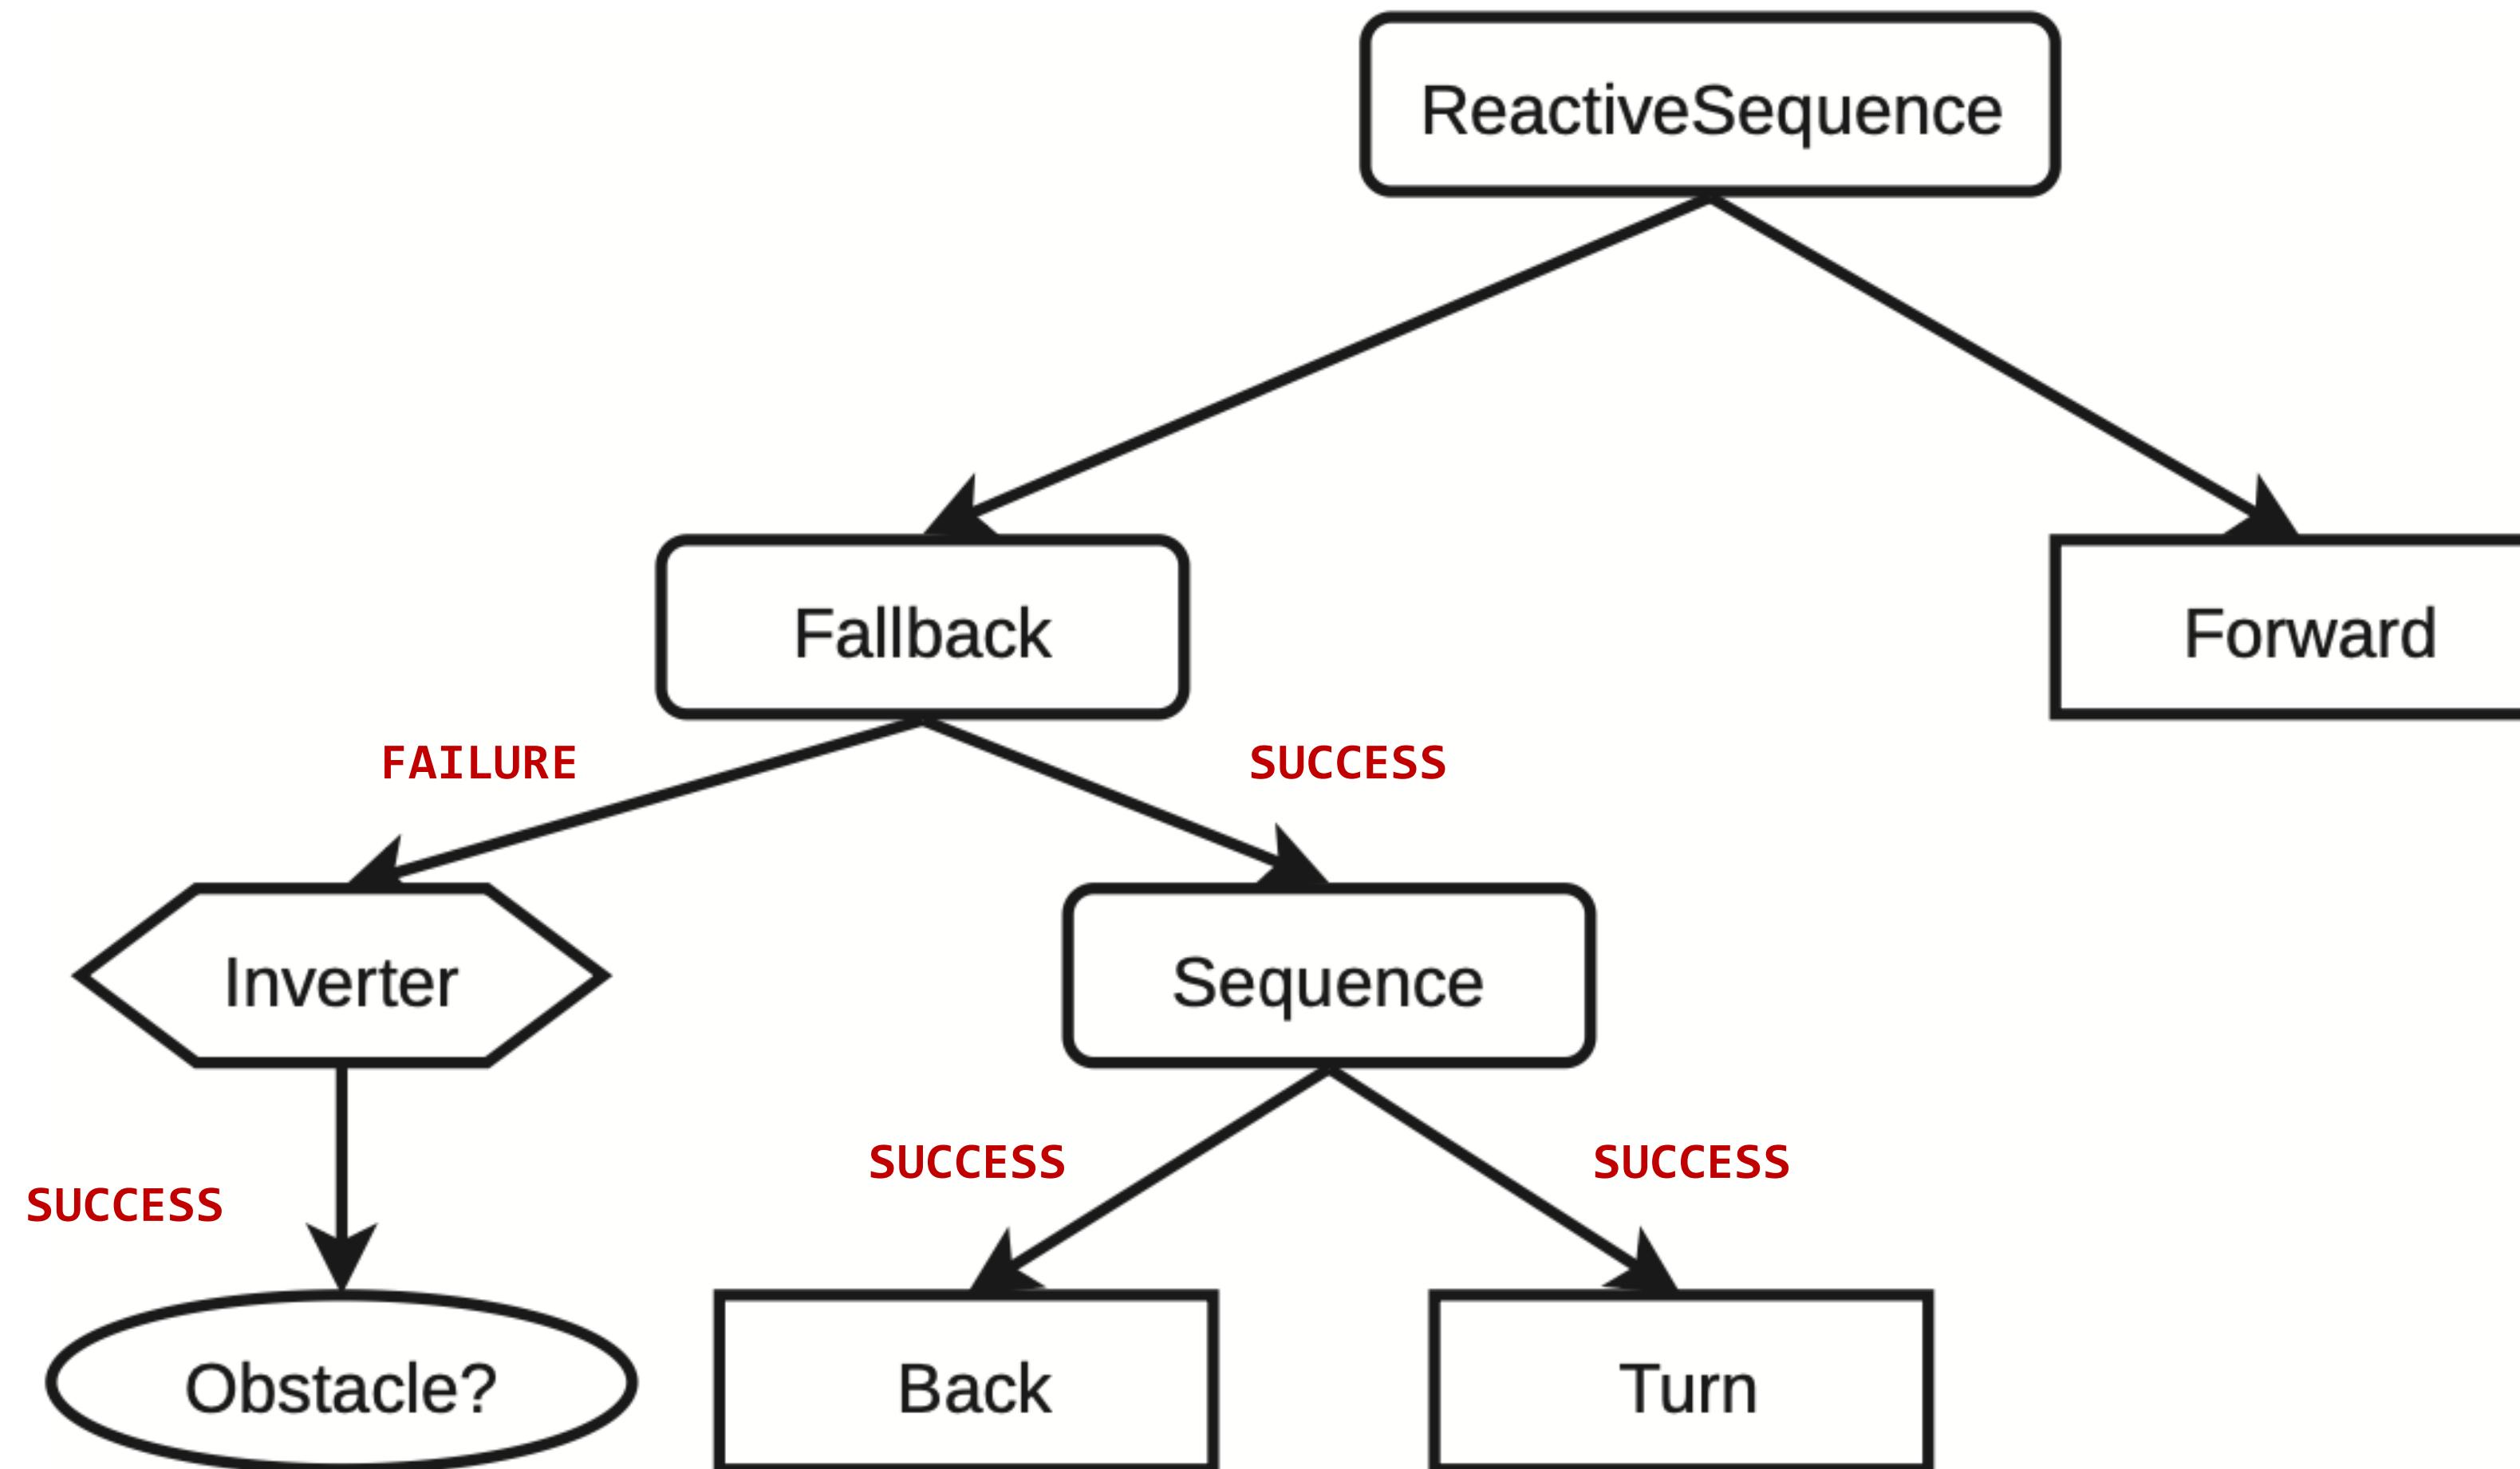 ReactiveSequence
Fallback
Forward
FAILURE
SUCCESS
Inverter
Sequence
SUCCESS
SUCCESS
SUCCESS
Obstacle?
Back
Turn